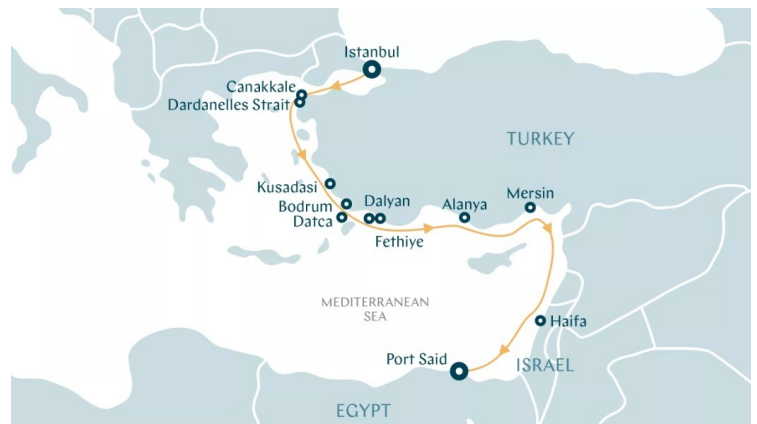 Istanbul
Canakkale
Dardanelles Strait
TURKEY
Kusadasi
Bodrum
Datca
Dalyan
Fethiye
Alanya
Mersin
MEDITERRANEAN
SEA
Haifa
Port Said
ISRAEL
EGYPT